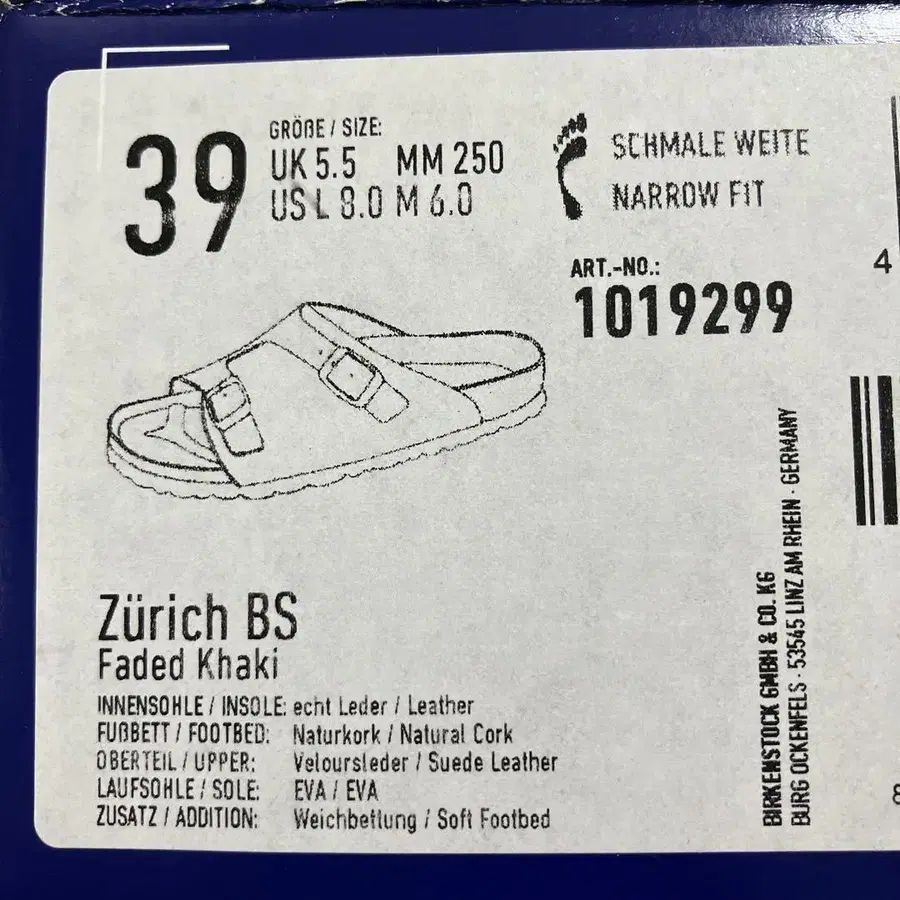 39
GRÖßE / SIZE:
UK 5.5 MM 250
US L 8.0 M 6.0
SCHMALE WEITE
NARROW FIT
ART.-NO.:
1019299
4
Zürich BS
Faded Khaki
INNENSOHLE / INSOLE: echt Leder / Leather
FUßBETT / FOOTBED: Naturkork / Natural Cork
OBERTEIL / UPPER: Veloursleder / Suede Leather
LAUFSOHLE / SOLE: EVA / EVA
ZUSATZ / ADDITION: Weichbettung / Soft Footbed
BIRKENSTOCK GMBH & CO. KG
BURG OCKENFELS · 53545 LINZ AM RHEIN · GERMANY
8